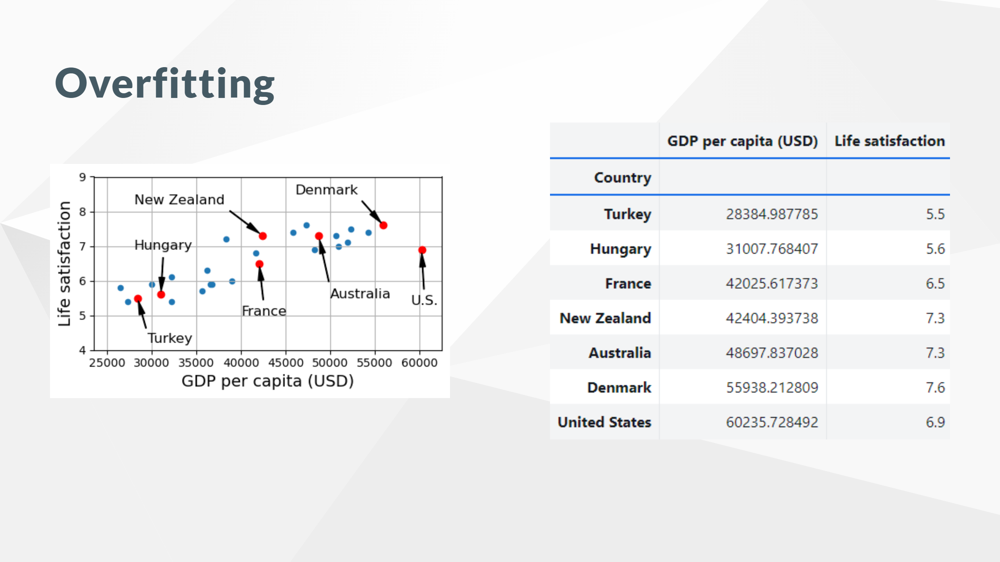 Overfitting
9
8
7
6
5
4
Life satisfaction
New Zealand
Denmark
Hungary
Australia
U.S.
France
Turkey
25000 30000 35000 40000 45000 50000 55000 60000
GDP per capita (USD)
GDP per capita (USD) Life satisfaction
Country
Turkey 28384.987785 5.5
Hungary 31007.768407 5.6
France 42025.617373 6.5
New Zealand 42404.393738 7.3
Australia 48697.837028 7.3
Denmark 55938.212809 7.6
United States 60235.728492 6.9